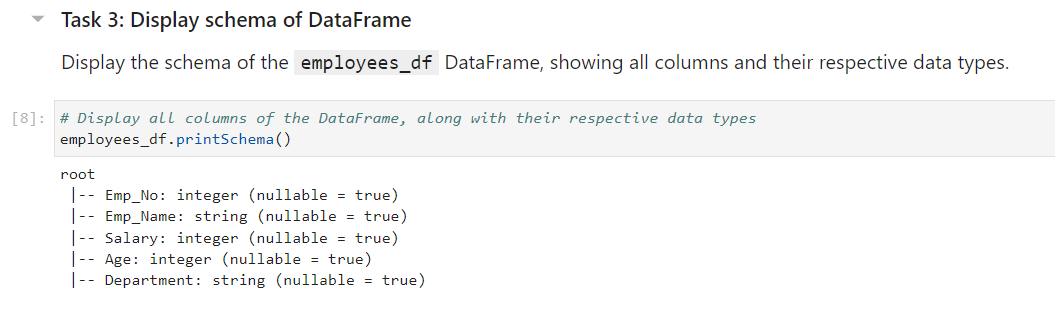 Task 3: Display schema of DataFrame
Display the schema of the employees_df DataFrame, showing all columns and their respective data types.
[8]: # Display all columns of the DataFrame, along with their respective data types
employees_df.printSchema()
root
 |-- Emp_No: integer (nullable = true)
 |-- Emp_Name: string (nullable = true)
 |-- Salary: integer (nullable = true)
 |-- Age: integer (nullable = true)
 |-- Department: string (nullable = true)